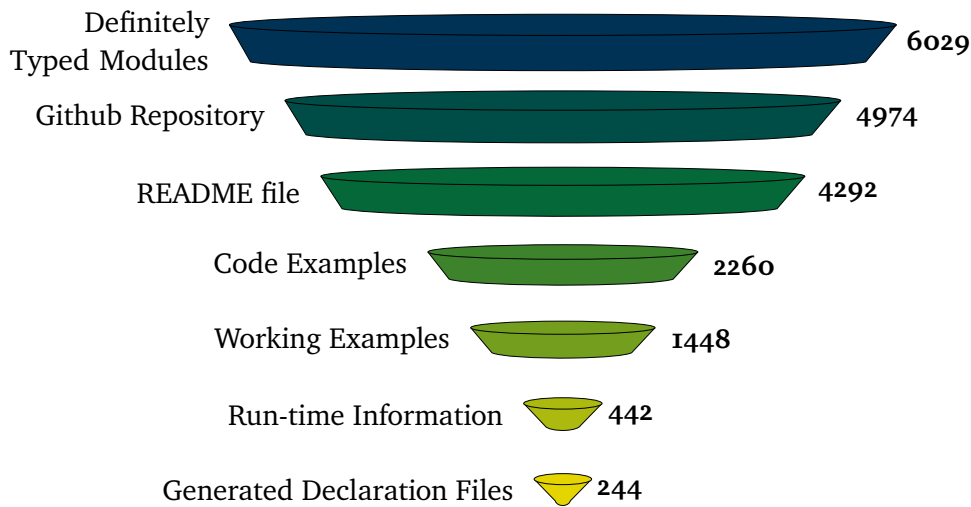 Definitely
Typed Modules
6029
Github Repository
4974
README file
4292
Code Examples
2260
Working Examples
1448
Run-time Information
442
Generated Declaration Files
244